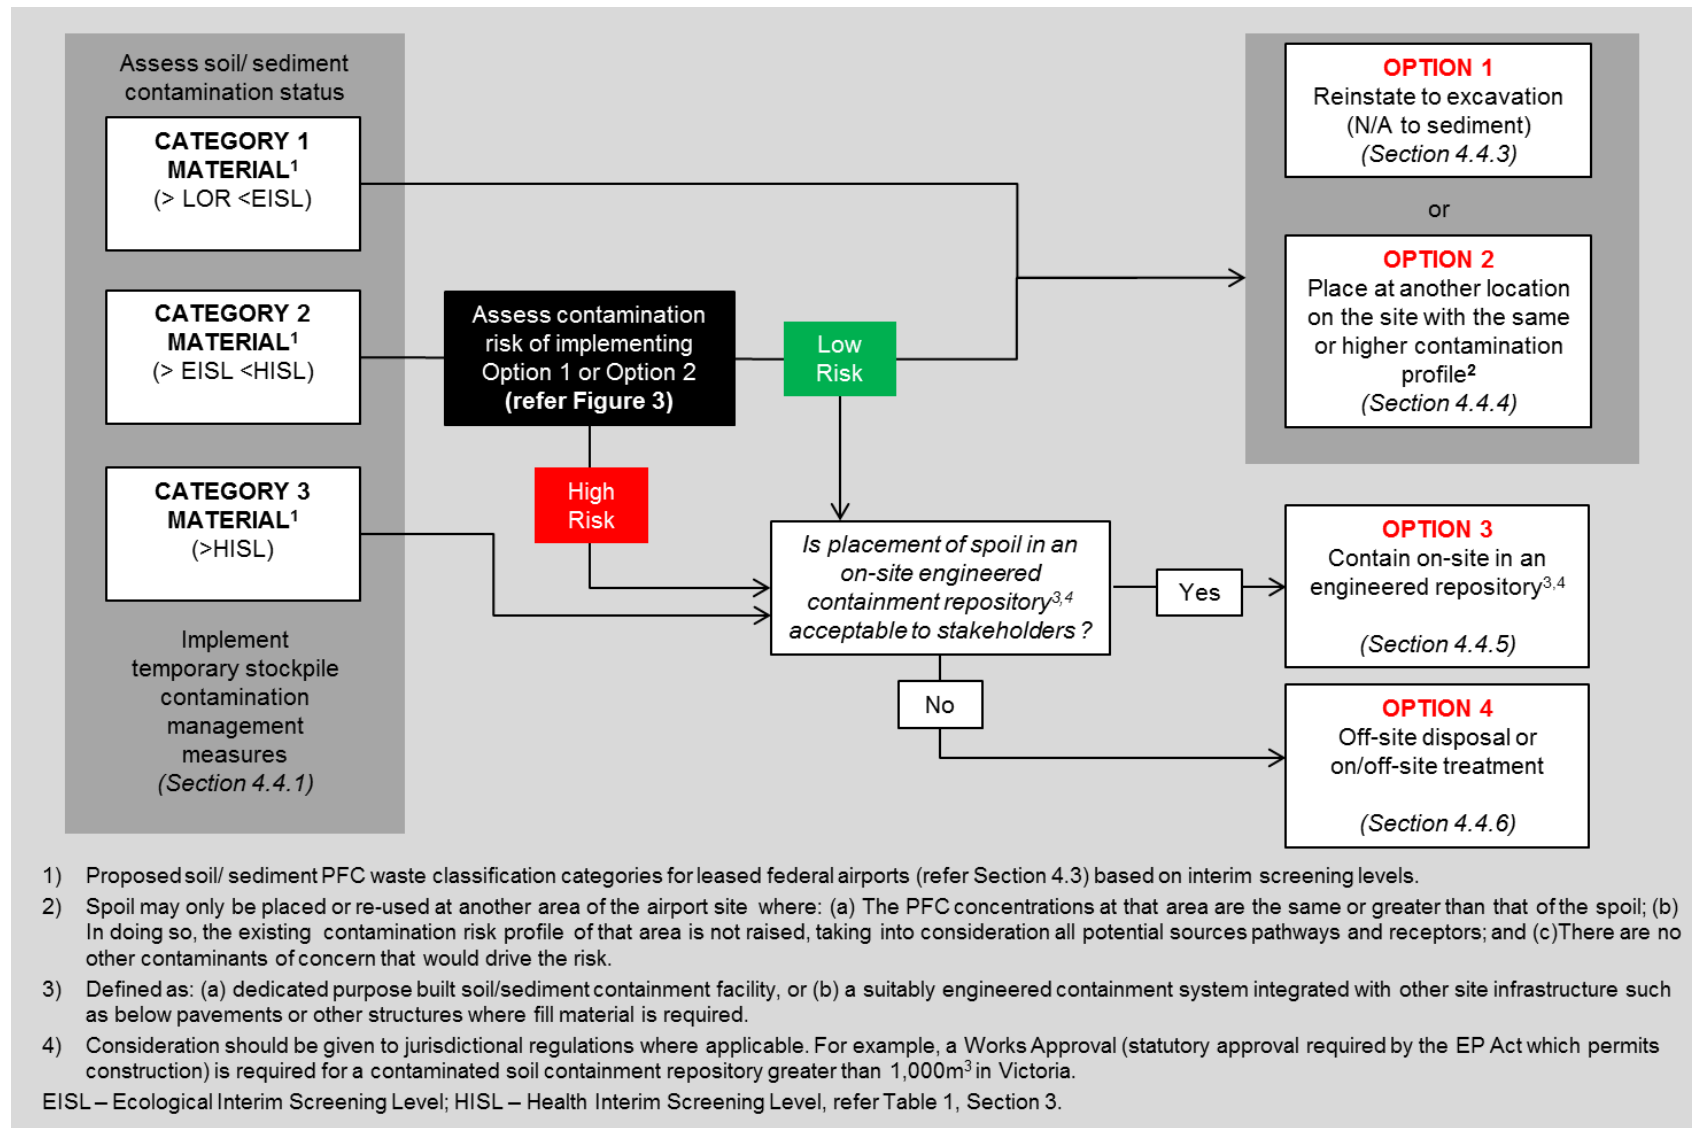 Assess soil/ sediment
contamination status
CATEGORY 1
MATERIAL¹
(> LOR <EISL)
CATEGORY 2
MATERIAL¹
(> EISL <HISL)
CATEGORY 3
MATERIAL¹
(>HISL)
Implement
temporary stockpile
contamination
management
measures
(Section 4.4.1)
Assess contamination
risk of implementing
Option 1 or Option 2
(refer Figure 3)
High
Risk
Low
Risk
Is placement of spoil in an
on-site engineered
containment repository³,⁴
acceptable to stakeholders ?
Yes
No
OPTION 1
Reinstate to excavation
(N/A to sediment)
(Section 4.4.3)
or
OPTION 2
Place at another location
on the site with the same
or higher contamination
profile²
(Section 4.4.4)
OPTION 3
Contain on-site in an
engineered repository³,⁴
(Section 4.4.5)
OPTION 4
Off-site disposal or
on/off-site treatment
(Section 4.4.6)
1) Proposed soil/ sediment PFC waste classification categories for leased federal airports (refer Section 4.3) based on interim screening levels.
2) Spoil may only be placed or re-used at another area of the airport site where: (a) The PFC concentrations at that area are the same or greater than that of the spoil; (b)
In doing so, the existing contamination risk profile of that area is not raised, taking into consideration all potential sources pathways and receptors; and (c)There are no
other contaminants of concern that would drive the risk.
3) Defined as: (a) dedicated purpose built soil/sediment containment facility, or (b) a suitably engineered containment system integrated with other site infrastructure such
as below pavements or other structures where fill material is required.
4) Consideration should be given to jurisdictional regulations where applicable. For example, a Works Approval (statutory approval required by the EP Act which permits
construction) is required for a contaminated soil containment repository greater than 1,000m³ in Victoria.
EISL – Ecological Interim Screening Level; HISL – Health Interim Screening Level, refer Table 1, Section 3.